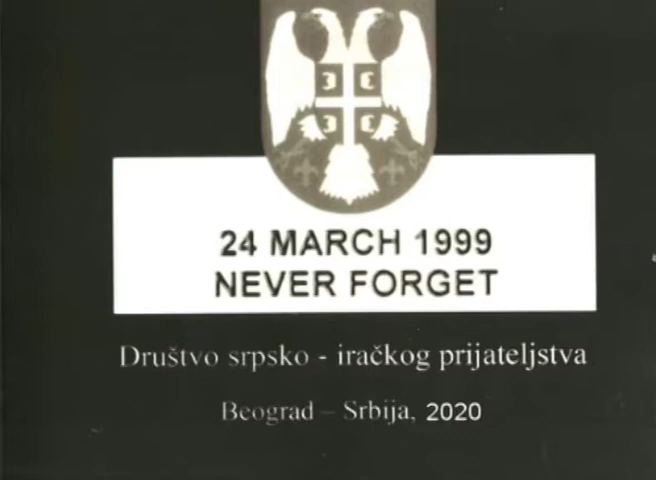 24 MARCH 1999
NEVER FORGET
Društvo srpsko - iračkog prijateljstva
Beograd – Srbija, 2020